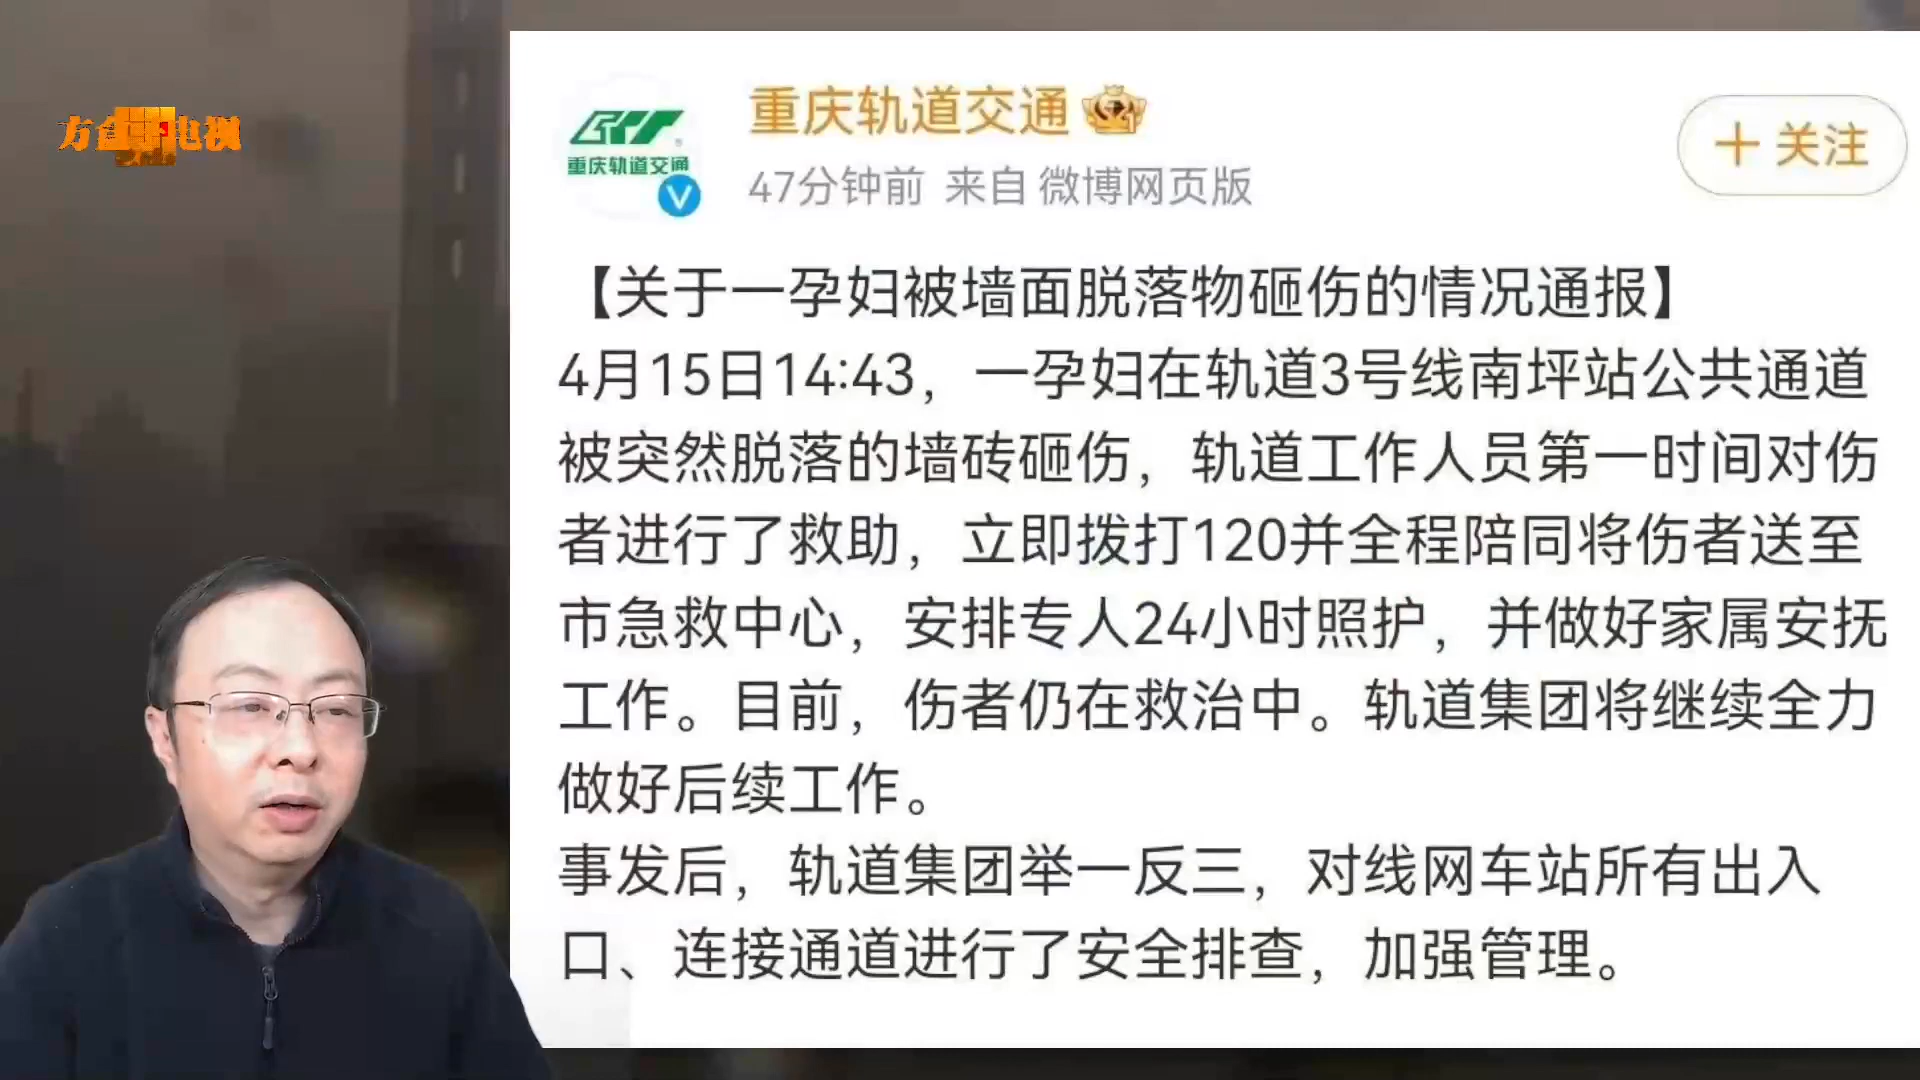 重庆轨道交通
重庆轨道交通
47分钟前 来自 微博网页版
关注
【关于一孕妇被墙面脱落物砸伤的情况通报】
4月15日14:43，一孕妇在轨道3号线南坪站公共通道
被突然脱落的墙砖砸伤，轨道工作人员第一时间对伤
者进行了救助，立即拨打120并全程陪同将伤者送至
市急救中心，安排专人24小时照护，并做好家属安抚
工作。目前，伤者仍在救治中。轨道集团将继续全力
做好后续工作。
事发后，轨道集团举一反三，对线网车站所有出入
口、连接通道进行了安全排查，加强管理。